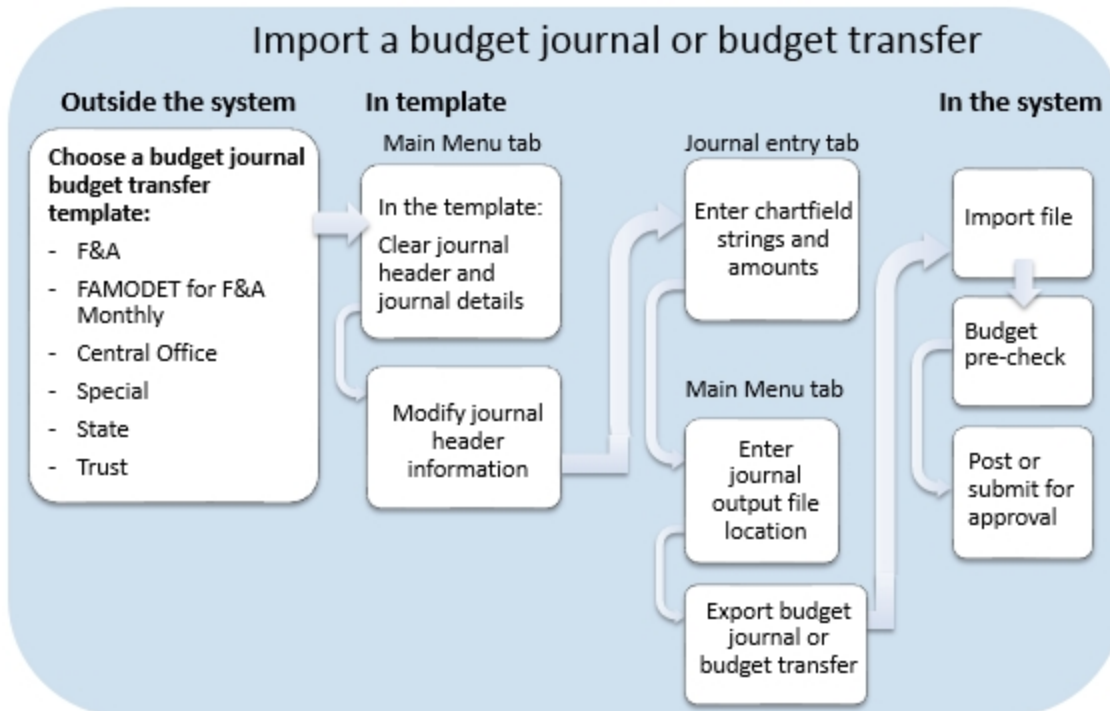 Import a budget journal or budget transfer
Outside the system
Choose a budget journal
budget transfer
template:
- F&A
- FAMODET for F&A
Monthly
- Central Office
- Special
- State
- Trust
In template
Main Menu tab
In the template:
Clear journal
header and
journal details
Modify journal
header
information
Journal entry tab
Enter chartfield
strings and
amounts
Main Menu tab
Enter
journal
output file
location
Export budget
journal or
budget transfer
In the system
Import file
Budget
pre-check
Post or
submit for
approval